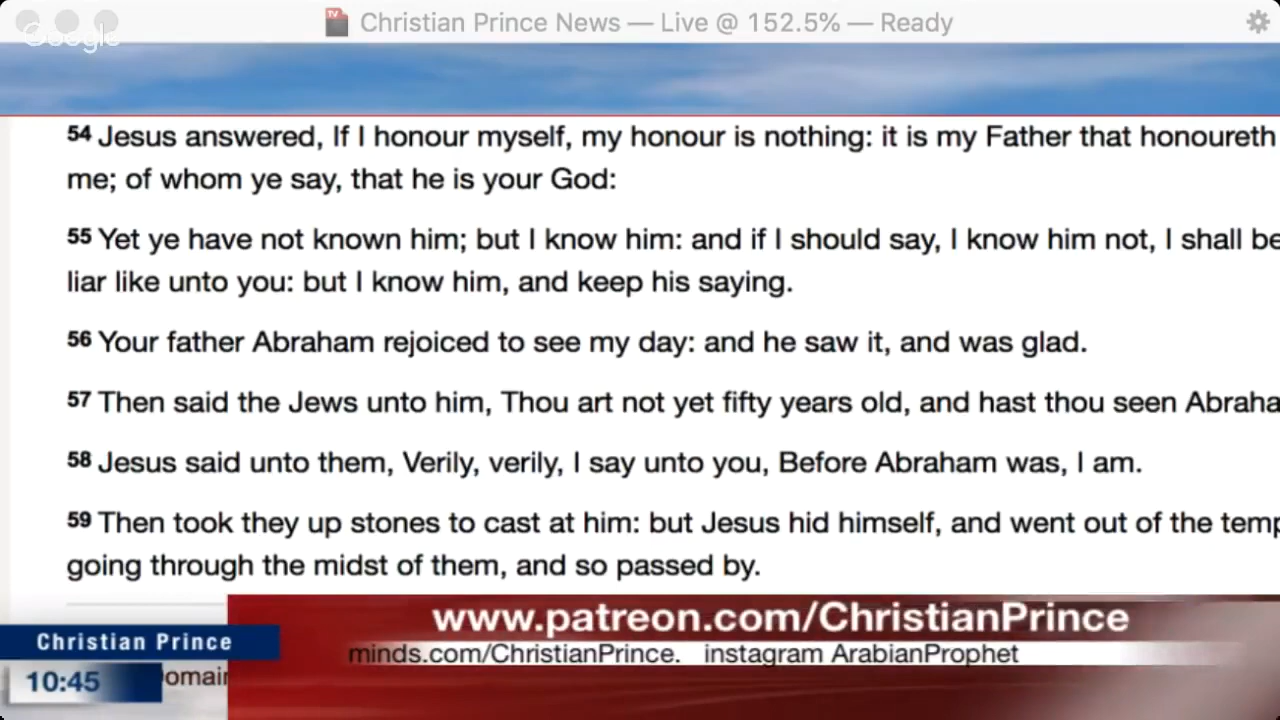 TV Christian Prince News — Live @ 152.5% — Ready
Google
54 Jesus answered, If I honour myself, my honour is nothing: it is my Father that honoureth
me; of whom ye say, that he is your God:
55 Yet ye have not known him; but I know him: and if I should say, I know him not, I shall be
liar like unto you: but I know him, and keep his saying.
56 Your father Abraham rejoiced to see my day: and he saw it, and was glad.
57 Then said the Jews unto him, Thou art not yet fifty years old, and hast thou seen Abraha
58 Jesus said unto them, Verily, verily, I say unto you, Before Abraham was, I am.
59 Then took they up stones to cast at him: but Jesus hid himself, and went out of the temp
going through the midst of them, and so passed by.
www.patreon.com/ChristianPrince
Christian Prince
minds.com/ChristianPrince. instagram ArabianProphet
10:45
omain